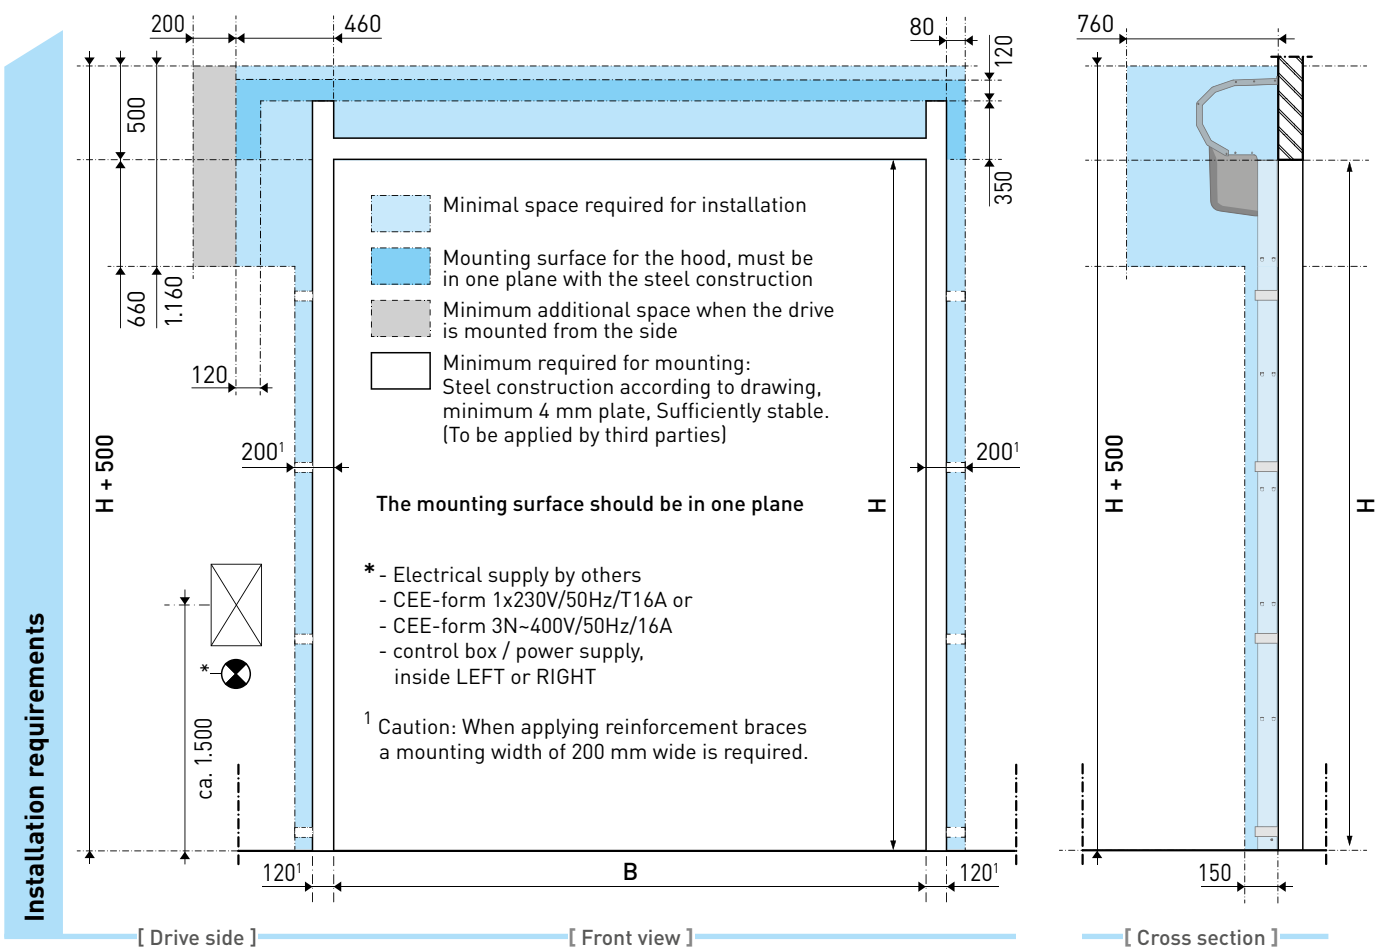 200
460
80
120
760
500
350
660
1.160
120
H + 500
200¹
200¹
H
H + 500
H
Minimal space required for installation
Mounting surface for the hood, must be
in one plane with the steel construction
Minimum additional space when the drive
is mounted from the side
Minimum required for mounting:
Steel construction according to drawing,
minimum 4 mm plate, Sufficiently stable.
(To be applied by third parties)
The mounting surface should be in one plane
* - Electrical supply by others
- CEE-form 1x230V/50Hz/T16A or
- CEE-form 3N~400V/50Hz/16A
- control box / power supply,
inside LEFT or RIGHT
¹ Caution: When applying reinforcement braces
a mounting width of 200 mm wide is required.
*
ca. 1.500
120¹
B
120¹
150
Installation requirements
[ Drive side ]
[ Front view ]
[ Cross section ]